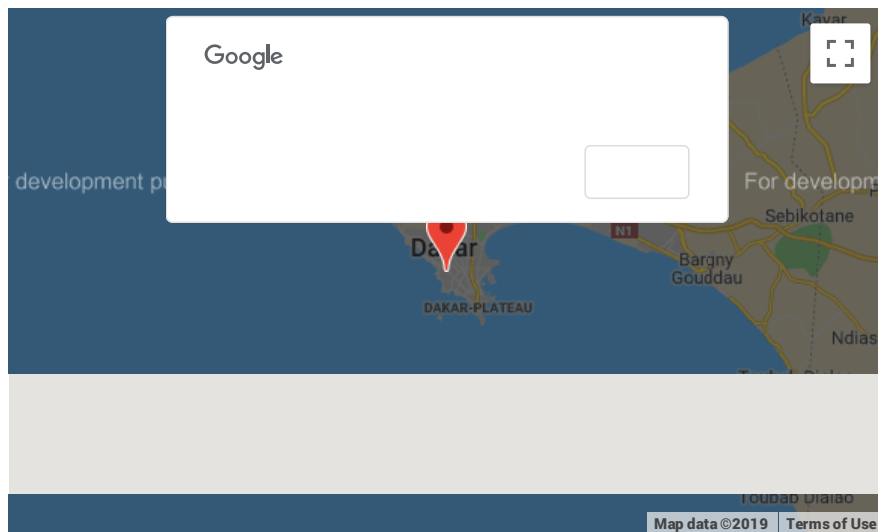 Kayar
Google
development
For developm
Sebikotane
N1
Dakar
Bargny
Gouddau
DAKAR-PLATEAU
Ndias
Toubab Dialao
Map data ©2019
Terms of Use